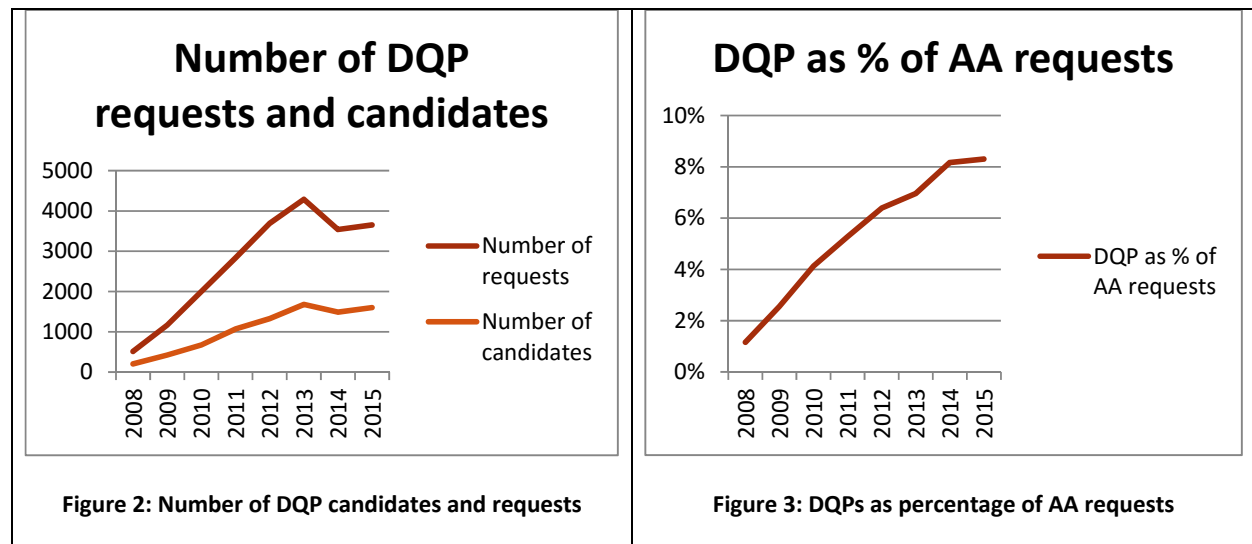 Number of DQP
requests and candidates
5000
4000
3000
2000
1000
0
2008
2009
2010
2011
2012
2013
2014
2015
Number of
requests
Number of
candidates
Figure 2: Number of DQP candidates and requests
DQP as % of AA requests
10%
8%
6%
4%
2%
0%
2008
2009
2010
2011
2012
2013
2014
2015
DQP as % of
AA requests
Figure 3: DQPs as percentage of AA requests